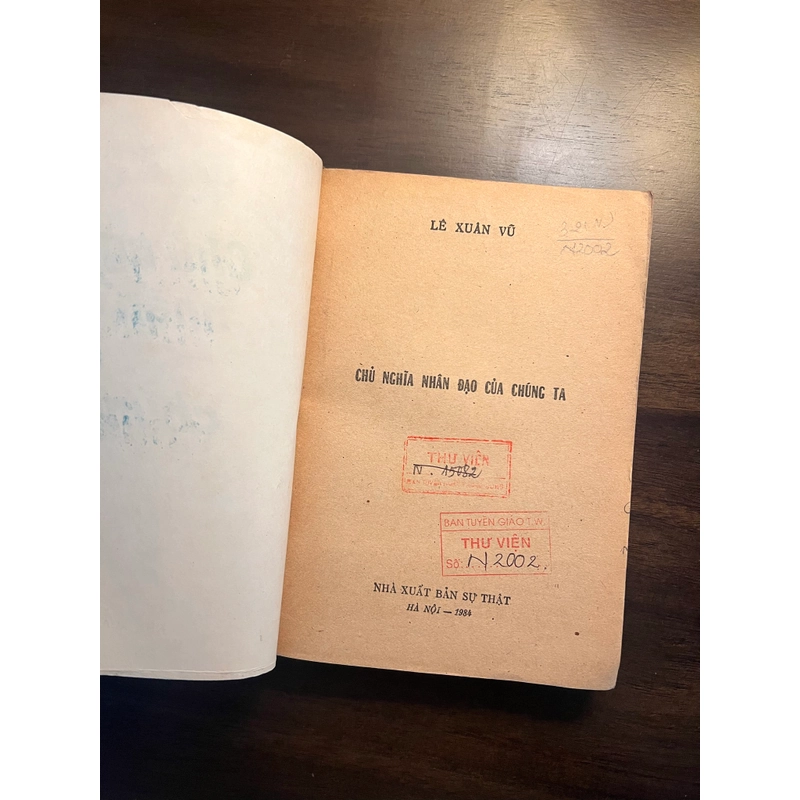 LÊ XUÂN VŨ
N2002
CHỦ NGHĨA NHÂN ĐẠO CỦA CHÚNG TA
THƯ VIỆN
N. 15082
BAN TUYÊN GIÁO T.W.
THƯ VIỆN
Số: N2002.
NHÀ XUẤT BẢN SỰ THẬT
HÀ NỘI — 1984